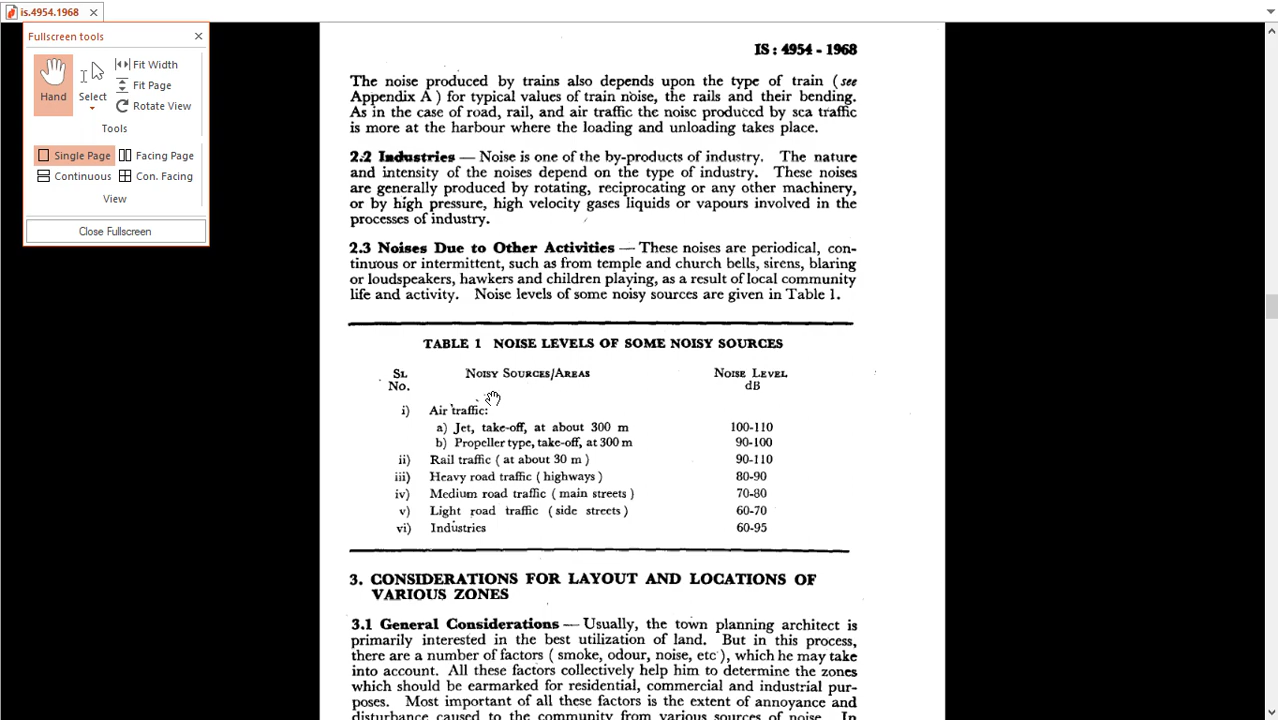 is.4954.1968
Fullscreen tools
Hand
Select
Fit Width
Fit Page
Rotate View
Tools
Single Page
Facing Page
Continuous
Con. Facing
View
Close Fullscreen
IS : 4954 - 1968
The noise produced by trains also depends upon the type of train ( see
Appendix A ) for typical values of train noise, the rails and their bending.
As in the case of road, rail, and air traffic the noise produced by sea traffic
is more at the harbour where the loading and unloading takes place.
2.2 Industries — Noise is one of the by-products of industry. The nature
and intensity of the noises depend on the type of industry. These noises
are generally produced by rotating, reciprocating or any other machinery,
or by high pressure, high velocity gases liquids or vapours involved in the
processes of industry.
2.3 Noises Due to Other Activities — These noises are periodical, con-
tinuous or intermittent, such as from temple and church bells, sirens, blaring
or loudspeakers, hawkers and children playing, as a result of local community
life and activity. Noise levels of some noisy sources are given in Table 1.
TABLE 1 NOISE LEVELS OF SOME NOISY SOURCES
SL No. NOISY SOURCES/AREAS NOISE LEVEL dB
i) Air traffic:
a) Jet, take-off, at about 300 m 100-110
b) Propeller type, take-off, at 300 m 90-100
ii) Rail traffic ( at about 30 m ) 90-110
iii) Heavy road traffic ( highways ) 80-90
iv) Medium road traffic ( main streets ) 70-80
v) Light road traffic ( side streets ) 60-70
vi) Industries 60-95
3. CONSIDERATIONS FOR LAYOUT AND LOCATIONS OF
VARIOUS ZONES
3.1 General Considerations — Usually, the town planning architect is
primarily interested in the best utilization of land. But in this process,
there are a number of factors ( smoke, odour, noise, etc ), which he may take
into account. All these factors collectively help him to determine the zones
which should be earmarked for residential, commercial and industrial pur-
poses. Most important of all these factors is the extent of annoyance and
disturbance caused to the community from various sources of noise. In